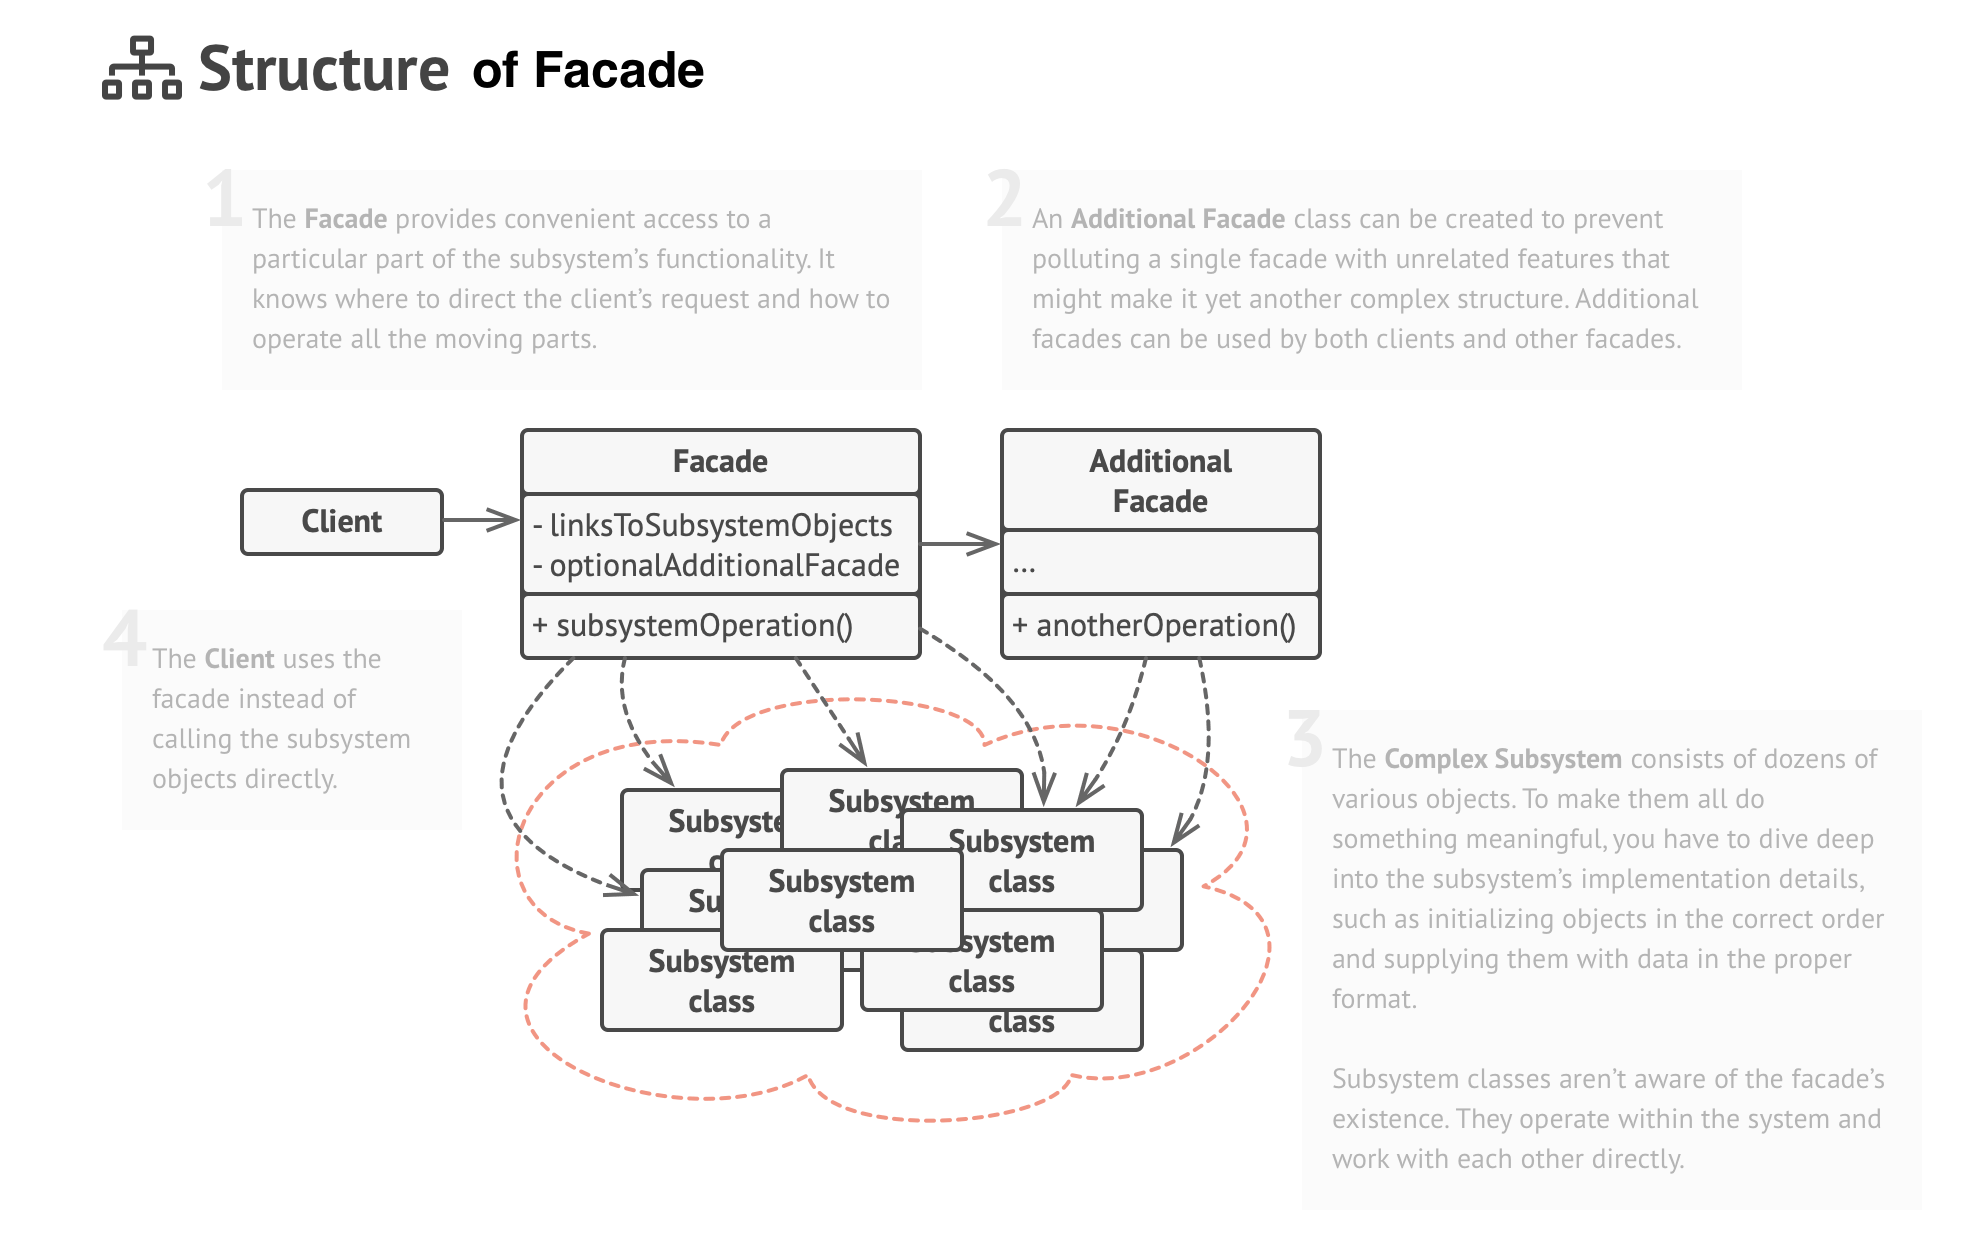 Structure of Facade
1
The Facade provides convenient access to a
particular part of the subsystem's functionality. It
knows where to direct the client's request and how to
operate all the moving parts.
2
An Additional Facade class can be created to prevent
polluting a single facade with unrelated features that
might make it yet another complex structure. Additional
facades can be used by both clients and other facades.
Client
Facade
- linksToSubsystemObjects
- optionalAdditionalFacade
+ subsystemOperation()
Additional
Facade
...
+ anotherOperation()
4
The Client uses the
facade instead of
calling the subsystem
objects directly.
3
The Complex Subsystem consists of dozens of
various objects. To make them all do
something meaningful, you have to dive deep
into the subsystem's implementation details,
such as initializing objects in the correct order
and supplying them with data in the proper
format.
Subsystem classes aren't aware of the facade's
existence. They operate within the system and
work with each other directly.
Subsystem
Subsystem
class
Subsystem
class
Subsystem
class
class
class